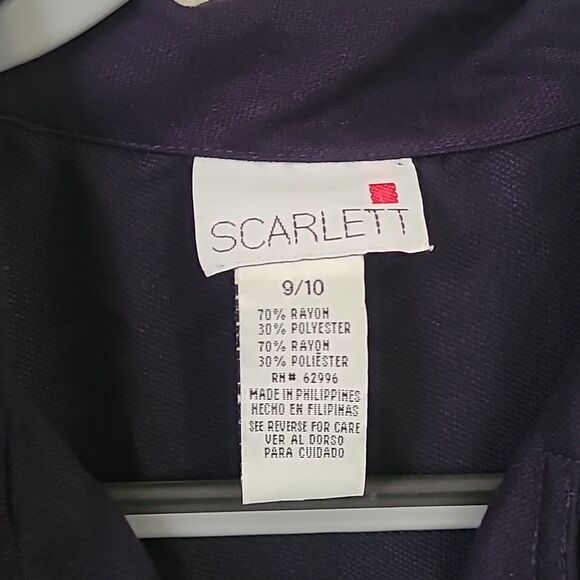 SCARLETT
9/10
70% RAYON
30% POLYESTER
70% RAYON
30% POLIÉSTER
RN# 62996
MADE IN PHILIPPINES
HECHO EN FILIPINAS
SEE REVERSE FOR CARE
VER AL DORSO
PARA CUIDADO